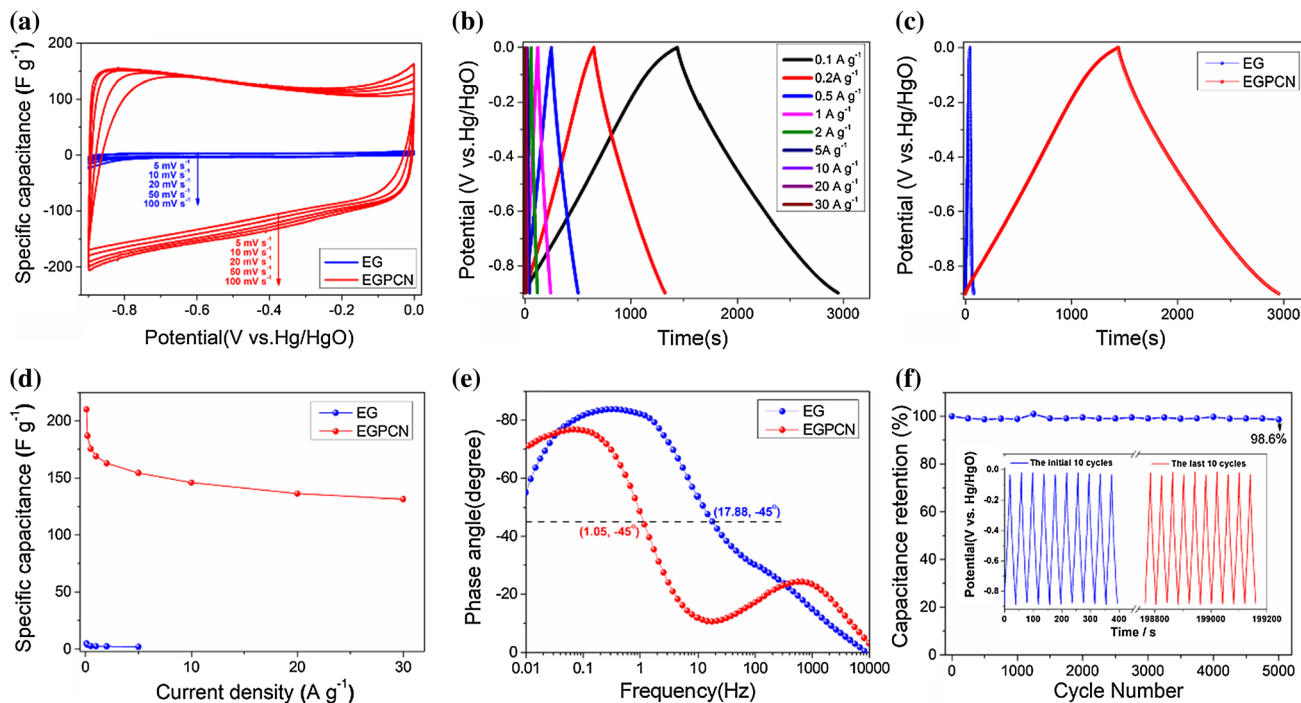 (a)
Specific capacitance (F g⁻¹)
200
100
0
-100
-200
5 mV s⁻¹
10 mV s⁻¹
20 mV s⁻¹
50 mV s⁻¹
100 mV s⁻¹
5 mV s⁻¹
10 mV s⁻¹
20 mV s⁻¹
50 mV s⁻¹
100 mV s⁻¹
EG
EGPCN
-0.8 -0.6 -0.4 -0.2 0.0
Potential(V vs.Hg/HgO)
(b)
Potential (V vs.Hg/HgO)
0.0
-0.2
-0.4
-0.6
-0.8
0.1 A g⁻¹
0.2A g⁻¹
0.5 A g⁻¹
1 A g⁻¹
2 A g⁻¹
5A g⁻¹
10 A g⁻¹
20 A g⁻¹
30 A g⁻¹
0 1000 2000 3000
Time(s)
(c)
Potential (V vs.Hg/HgO)
0.0
-0.2
-0.4
-0.6
-0.8
EG
EGPCN
0 1000 2000 3000
Time(s)
(d)
Specific capacitance (F g⁻¹)
200
150
100
50
0
EG
EGPCN
0 10 20 30
Current density (A g⁻¹)
(e)
Phase angle(degree)
-80
-60
-40
-20
0
EG
EGPCN
(17.88, -45°)
(1.05, -45°)
0.01 0.1 1 10 100 1000 10000
Frequency(Hz)
(f)
Capacitance retention (%)
120
100
80
60
40
20
0
98.6%
The initial 10 cycles
The last 10 cycles
Potential(V vs. Hg/HgO)
0.0
-0.2
-0.4
-0.6
-0.8
0 100 200 300 400 198800 199000 199200
Time / s
0 1000 2000 3000 4000 5000
Cycle Number